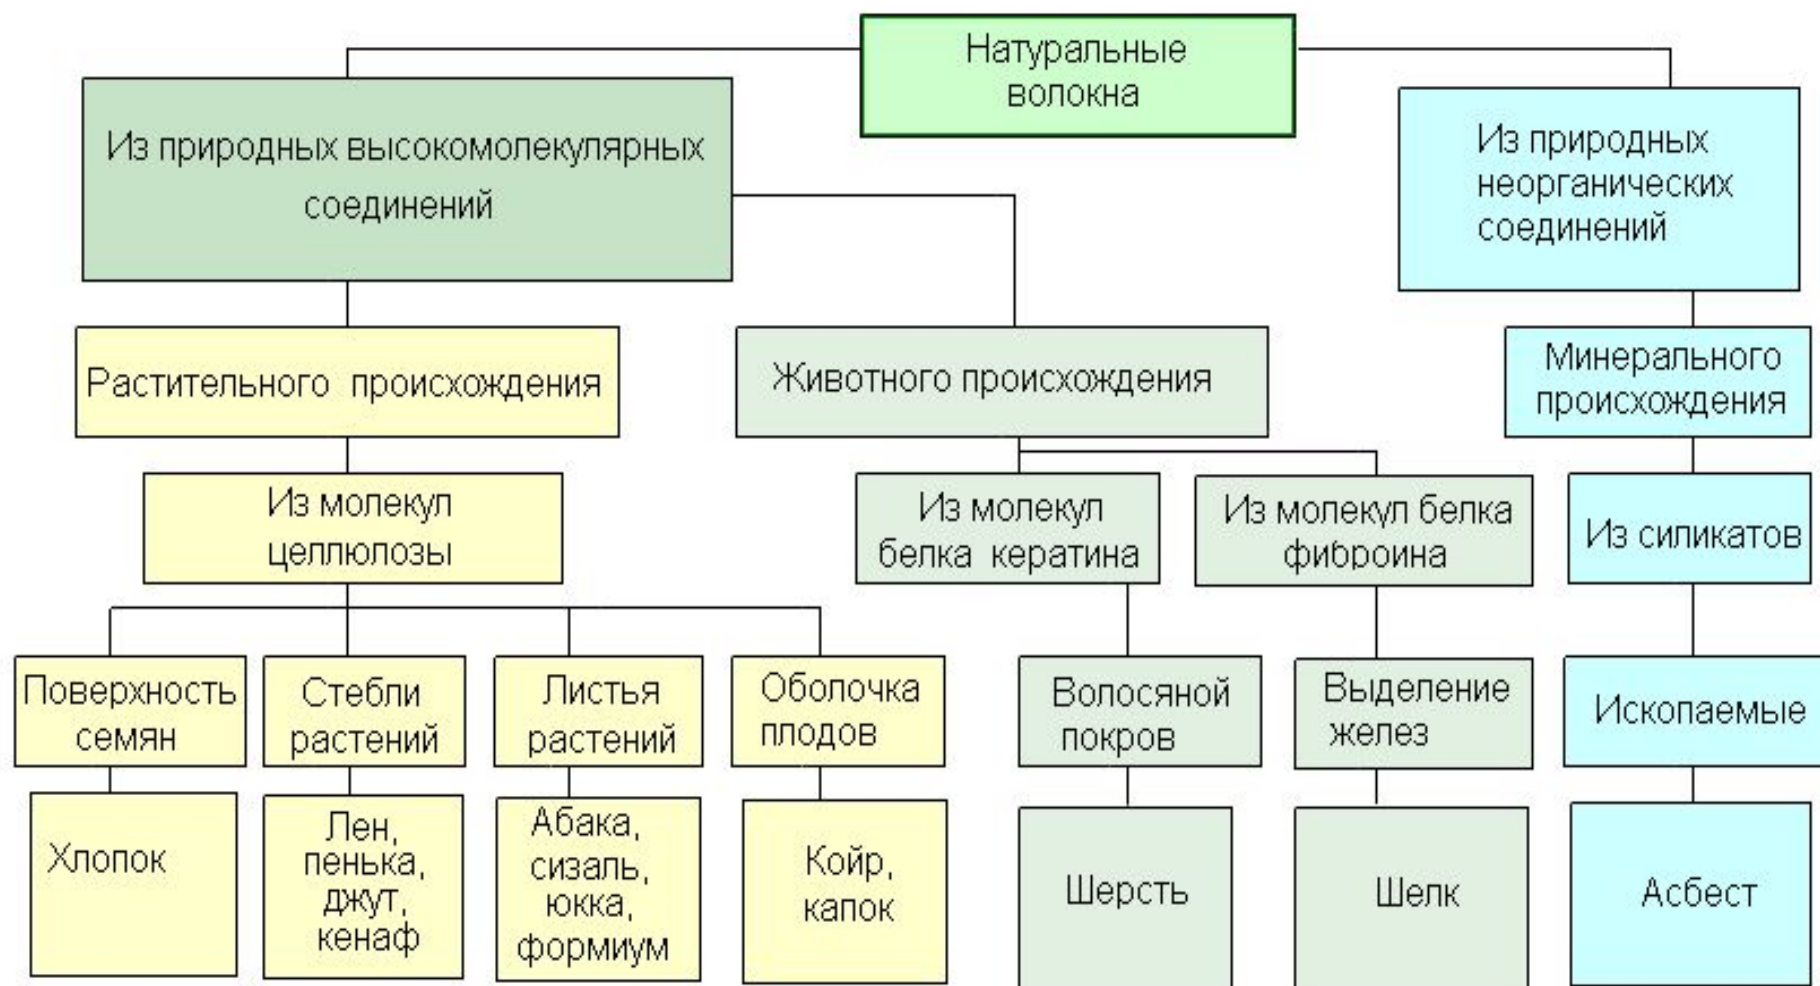 Натуральные
волокна
Из природных высокомолекулярных
соединений
Из природных
неорганических
соединений
Растительного происхождения
Животного происхождения
Минерального
происхождения
Из молекул
целлюлозы
Из молекул
белка кератина
Из молекул белка
фиброина
Из силикатов
Поверхность
семян
Стебли
растений
Листья
растений
Оболочка
плодов
Волосяной
покров
Выделение
желез
Ископаемые
Хлопок
Лен,
пенька,
джут,
кенаф
Абака,
сизаль,
юкка,
формиум
Койр,
капок
Шерсть
Шелк
Асбест